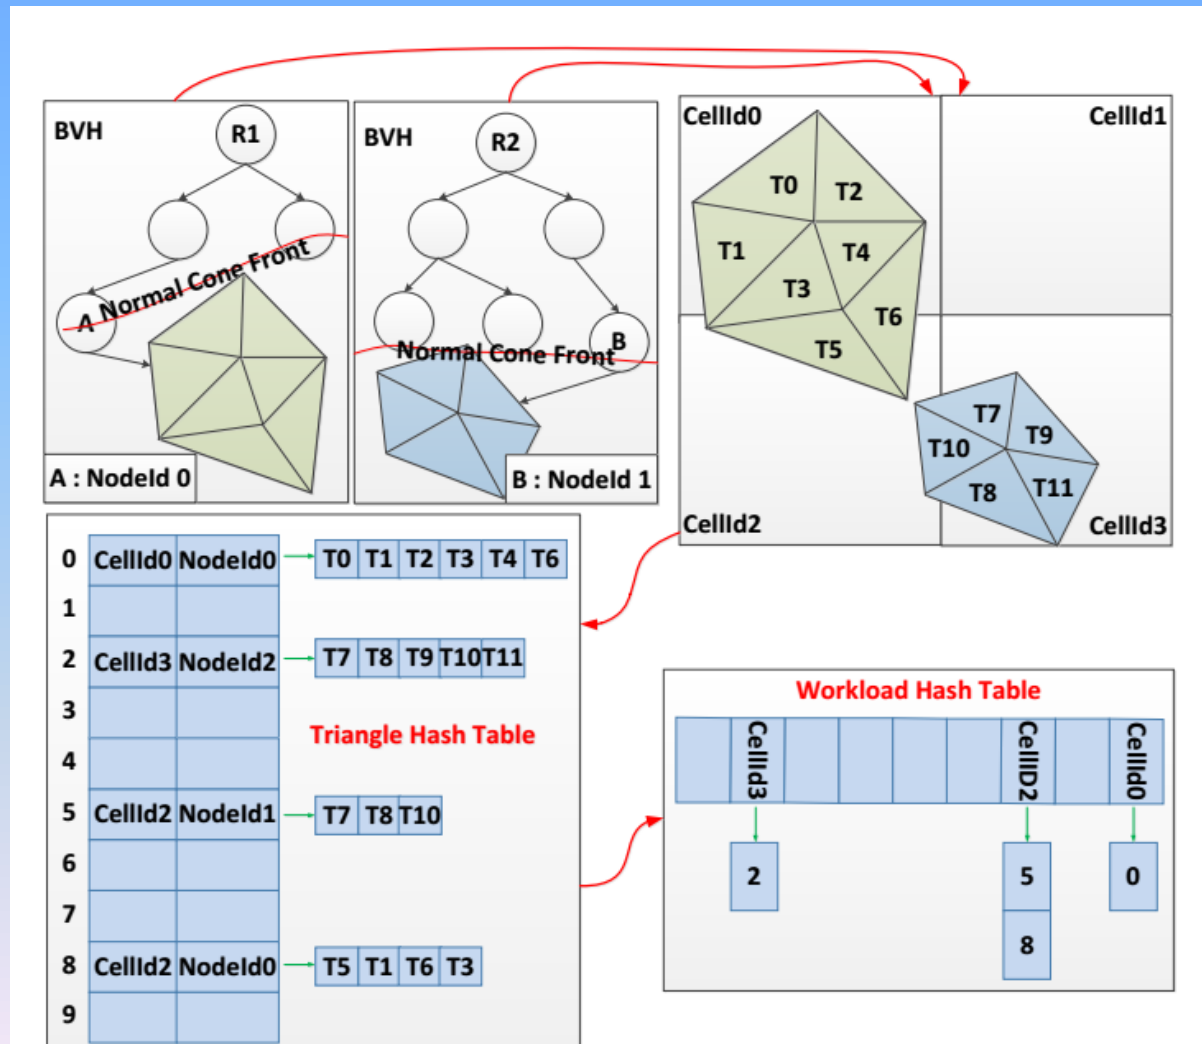 BVH
R1
Normal Cone Front
A
A : NodeId 0
BVH
R2
B
Normal Cone Front
B : NodeId 1
CellId0
CellId1
T0
T2
T1
T4
T3
T6
T5
T7
T9
T10
T8
T11
CellId2
CellId3
0 CellId0 NodeId0 T0 T1 T2 T3 T4 T6
1
2 CellId3 NodeId2 T7 T8 T9 T10 T11
3
Triangle Hash Table
4
5 CellId2 NodeId1 T7 T8 T10
6
7
8 CellId2 NodeId0 T5 T1 T6 T3
9
Workload Hash Table
CellId3
CellID2
CellId0
2
5
0
8